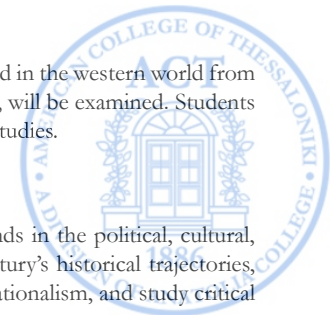 AMERICAN COLLEGE OF THESSALONIKI
ACT
1886
A DIVISION OF ANATOLIA COLLEGE
d in the western world from
, will be examined. Students
tudies.
nds in the political, cultural,
tury’s historical trajectories,
ationalism, and study critical